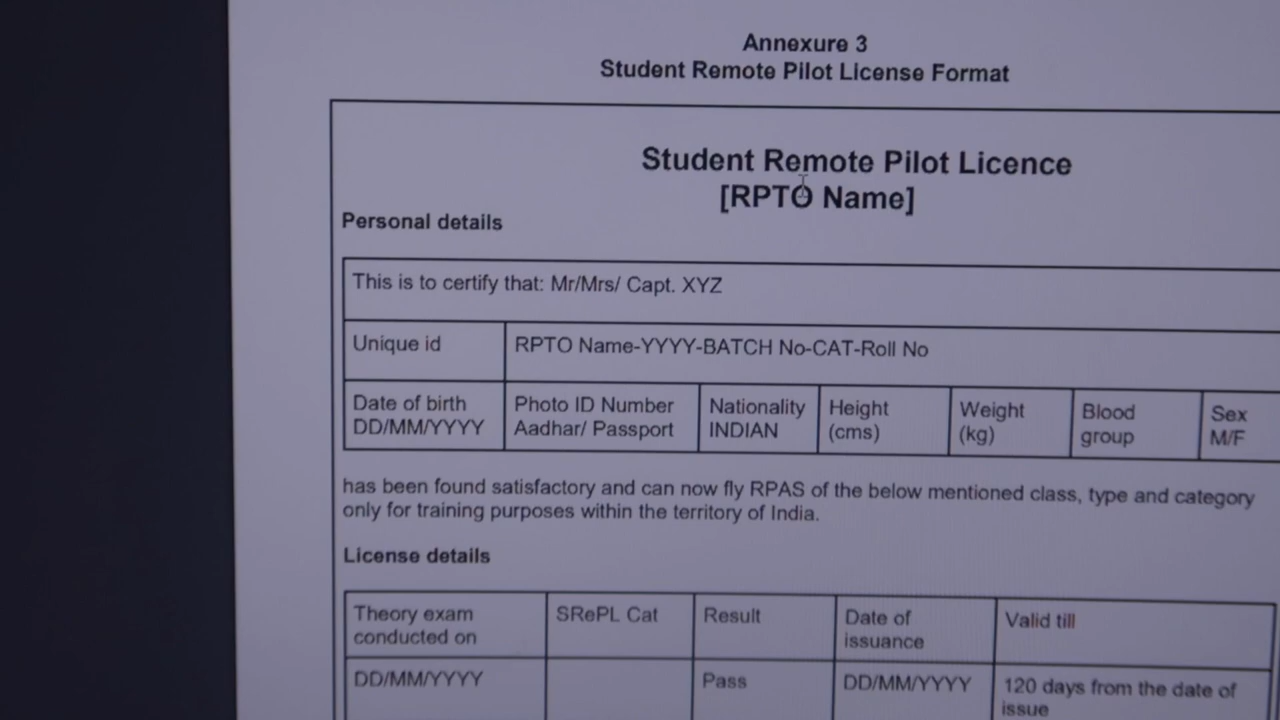 Annexure 3
Student Remote Pilot License Format
Student Remote Pilot Licence
[RPTO Name]
Personal details
This is to certify that: Mr/Mrs/ Capt. XYZ
Unique id
RPTO Name-YYYY-BATCH No-CAT-Roll No
Date of birth
DD/MM/YYYY
Photo ID Number
Aadhar/ Passport
Nationality
INDIAN
Height
(cms)
Weight
(kg)
Blood
group
Sex
M/F
has been found satisfactory and can now fly RPAS of the below mentioned class, type and category
only for training purposes within the territory of India.
License details
Theory exam
conducted on
SRePL Cat
Result
Date of
issuance
Valid till
DD/MM/YYYY
Pass
DD/MM/YYYY
120 days from the date of
issue